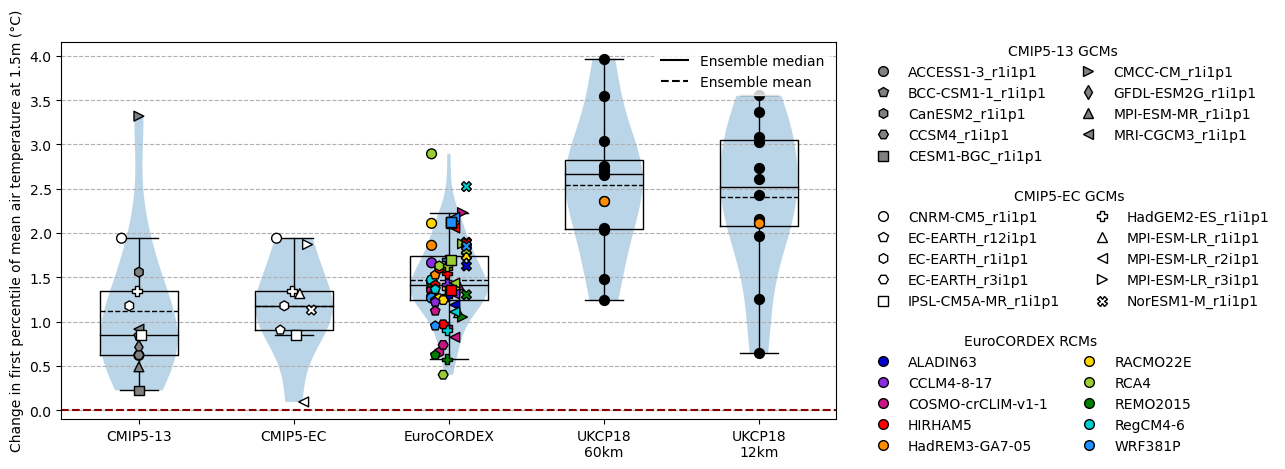 Change in first percentile of mean air temperature at 1.5m (°C)
4.0
3.5
3.0
2.5
2.0
1.5
1.0
0.5
0.0
Ensemble median
Ensemble mean
CMIP5-13
CMIP5-EC
EuroCORDEX
UKCP18
60km
UKCP18
12km
CMIP5-13 GCMs
ACCESS1-3_r1i1p1
BCC-CSM1-1_r1i1p1
CanESM2_r1i1p1
CCSM4_r1i1p1
CESM1-BGC_r1i1p1
CMCC-CM_r1i1p1
GFDL-ESM2G_r1i1p1
MPI-ESM-MR_r1i1p1
MRI-CGCM3_r1i1p1
CMIP5-EC GCMs
CNRM-CM5_r1i1p1
EC-EARTH_r12i1p1
EC-EARTH_r1i1p1
EC-EARTH_r3i1p1
IPSL-CM5A-MR_r1i1p1
HadGEM2-ES_r1i1p1
MPI-ESM-LR_r1i1p1
MPI-ESM-LR_r2i1p1
MPI-ESM-LR_r3i1p1
NorESM1-M_r1i1p1
EuroCORDEX RCMs
ALADIN63
CCLM4-8-17
COSMO-crCLIM-v1-1
HIRHAM5
HadREM3-GA7-05
RACMO22E
RCA4
REMO2015
RegCM4-6
WRF381P